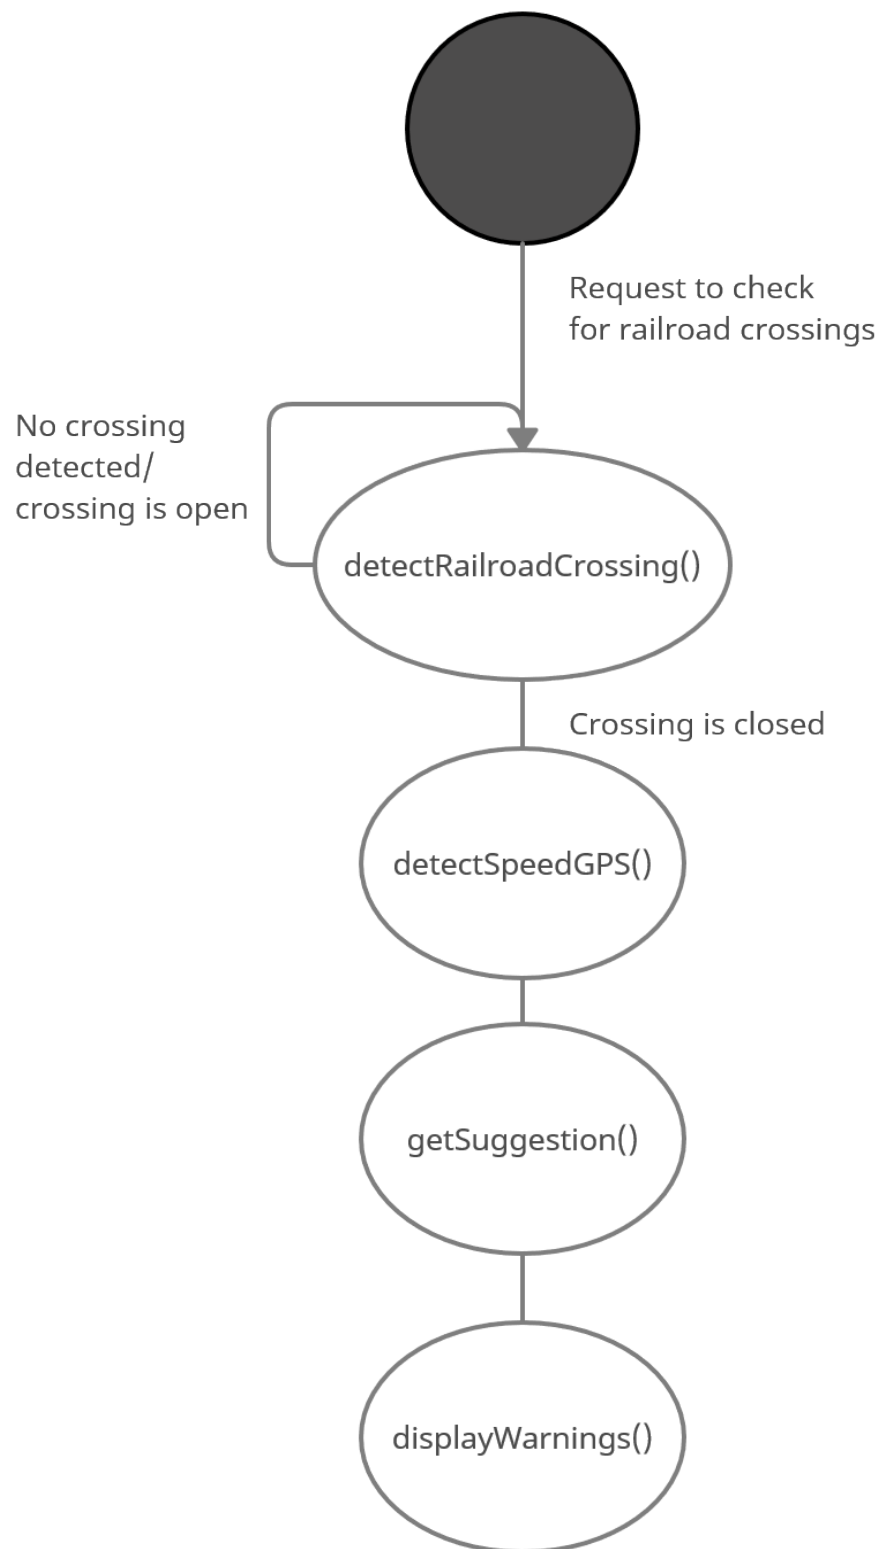 Request to check
for railroad crossings
No crossing
detected/
crossing is open
detectRailroadCrossing()
Crossing is closed
detectSpeedGPS()
getSuggestion()
displayWarnings()